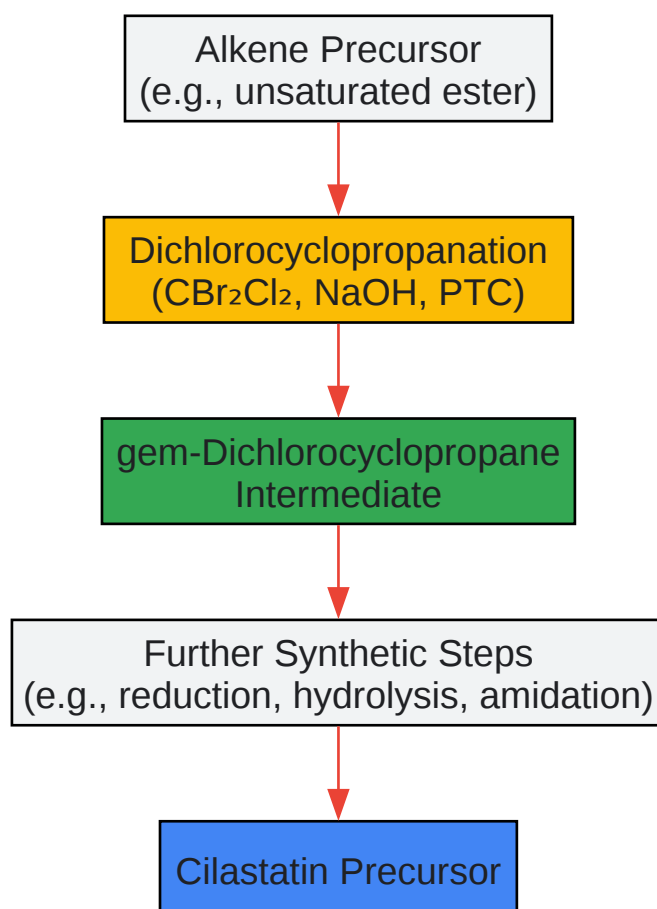 Alkene Precursor
(e.g., unsaturated ester)
Dichlorocyclopropanation
(CBr₂Cl₂, NaOH, PTC)
gem-Dichlorocyclopropane
Intermediate
Further Synthetic Steps
(e.g., reduction, hydrolysis, amidation)
Cilastatin Precursor